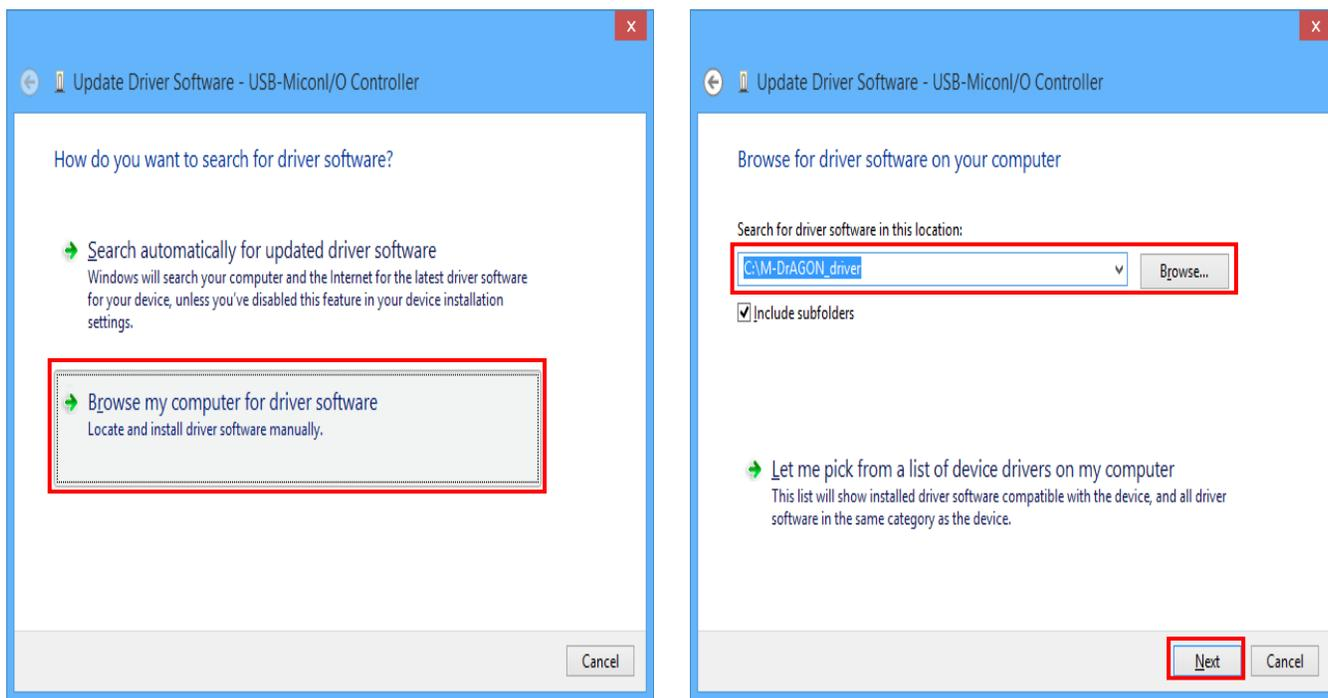 x
Update Driver Software - USB-MiconI/O Controller
How do you want to search for driver software?
Search automatically for updated driver software
Windows will search your computer and the Internet for the latest driver software
for your device, unless you've disabled this feature in your device installation
settings.
Browse my computer for driver software
Locate and install driver software manually.
Cancel
x
Update Driver Software - USB-MiconI/O Controller
Browse for driver software on your computer
Search for driver software in this location:
C:\M-DrAGON_driver
Browse...
Include subfolders
Let me pick from a list of device drivers on my computer
This list will show installed driver software compatible with the device, and all driver
software in the same category as the device.
Next
Cancel